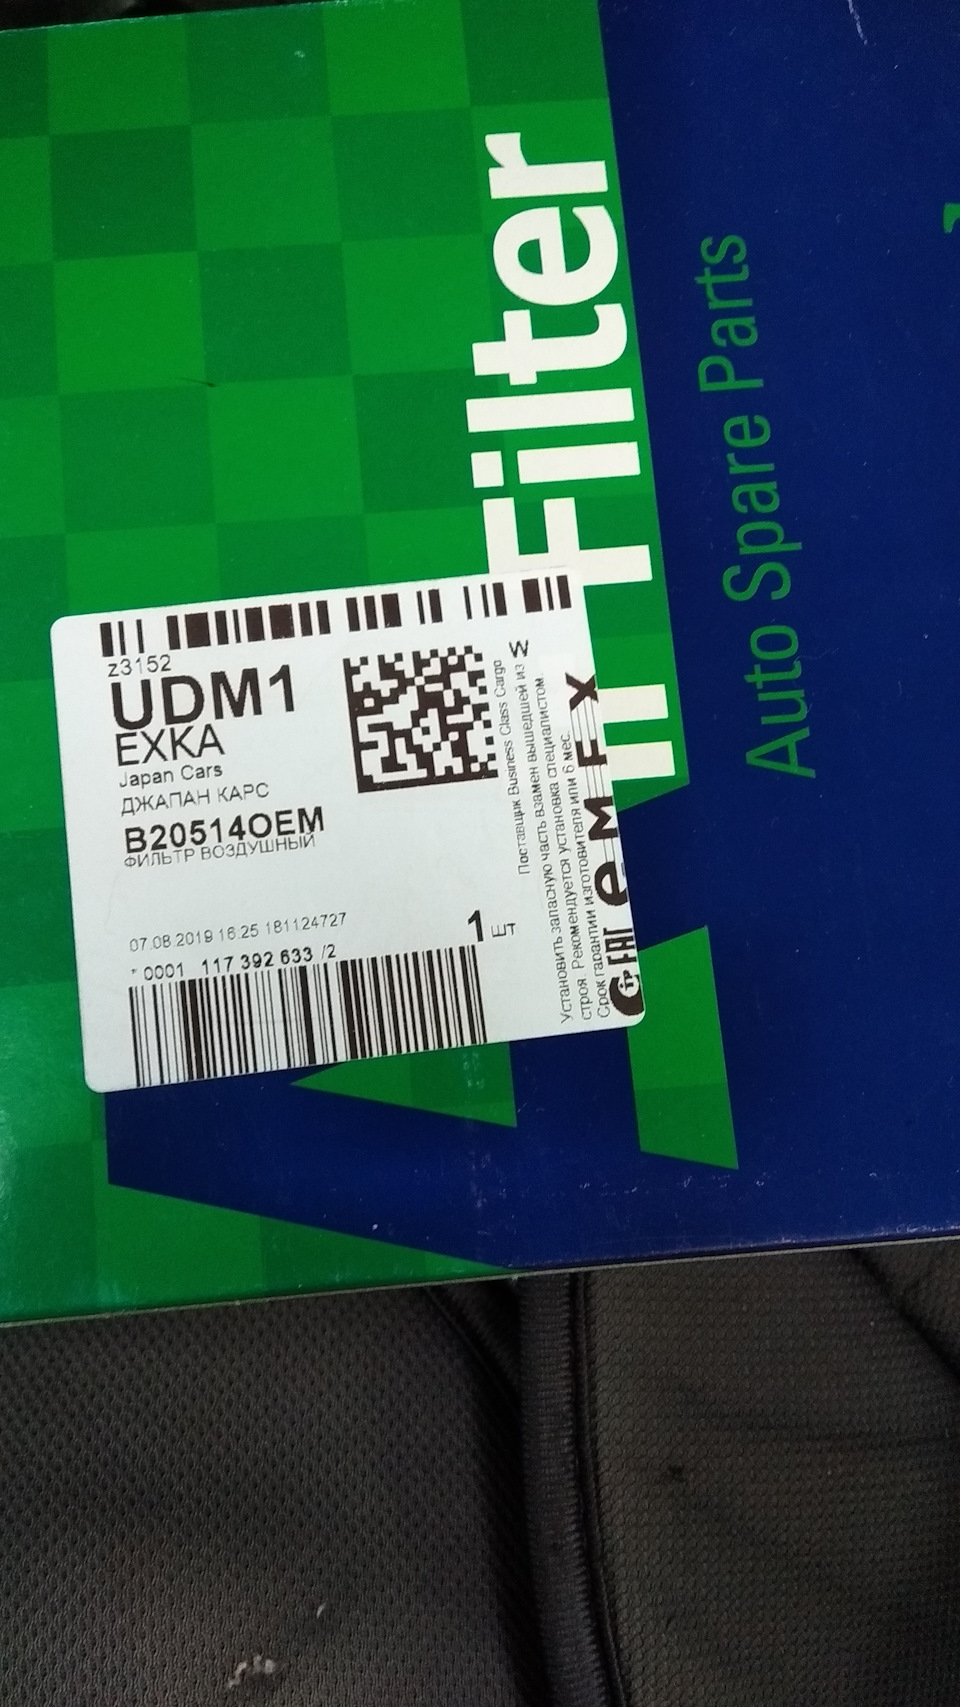 Filter
Auto Spare Parts
z3152
UDM1
EXKA
Japan Cars
ДЖАПАН КАРС
B20514OEM
ФИЛЬТР ВОЗДУШНЫЙ
07.08.2019 16:25 181124727
1 шт
* 0001 117 392 633 /2
Поставщик Business Class Cargo
W
Установить запасную часть взамен вышедшей из
строя. Рекомендуется установка специалистом.
Срок гарантии изготовителя или 6 мес.
EAC
e M F X